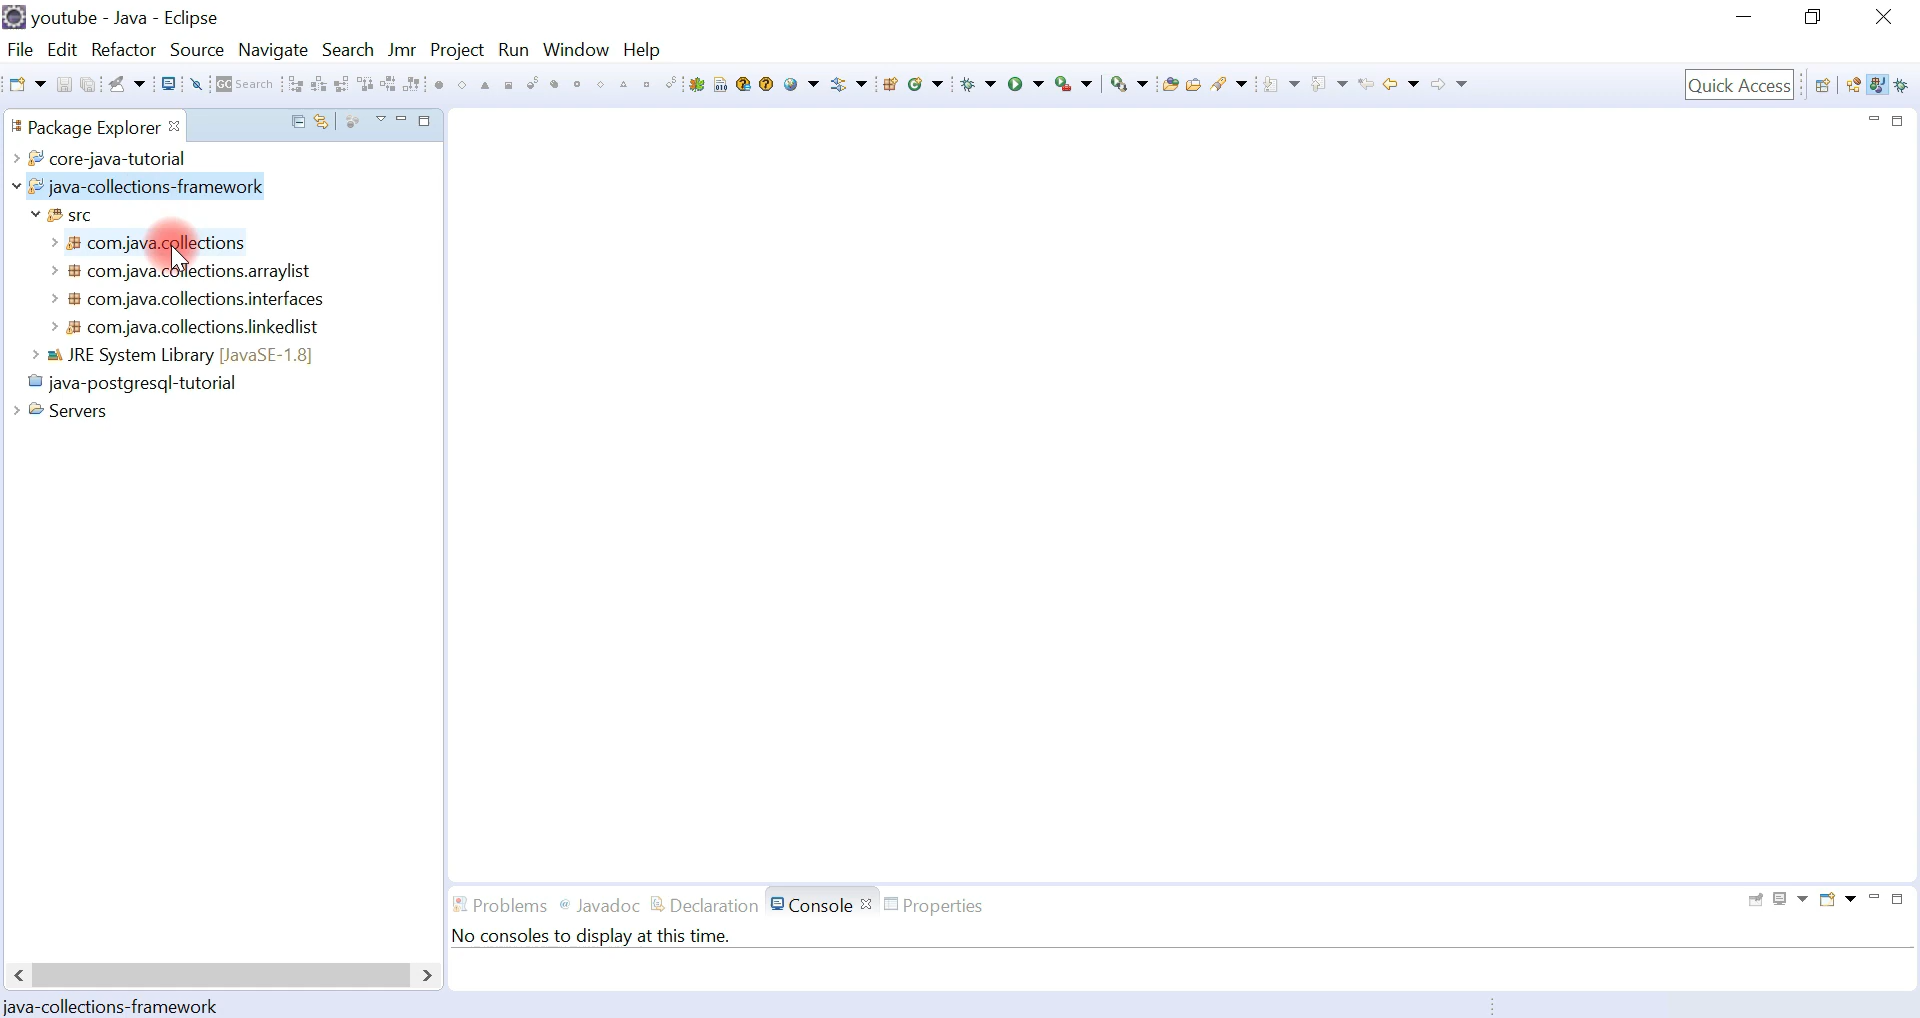 youtube - Java - Eclipse
File Edit Refactor Source Navigate Search Jmr Project Run Window Help
GC Search 010 Quick Access
Package Explorer
core-java-tutorial
java-collections-framework
src
com.java.collections
com.java.collections.arraylist
com.java.collections.interfaces
com.java.collections.linkedlist
JRE System Library [JavaSE-1.8]
java-postgresql-tutorial
Servers
Problems @ Javadoc Declaration Console Properties
No consoles to display at this time.
java-collections-framework